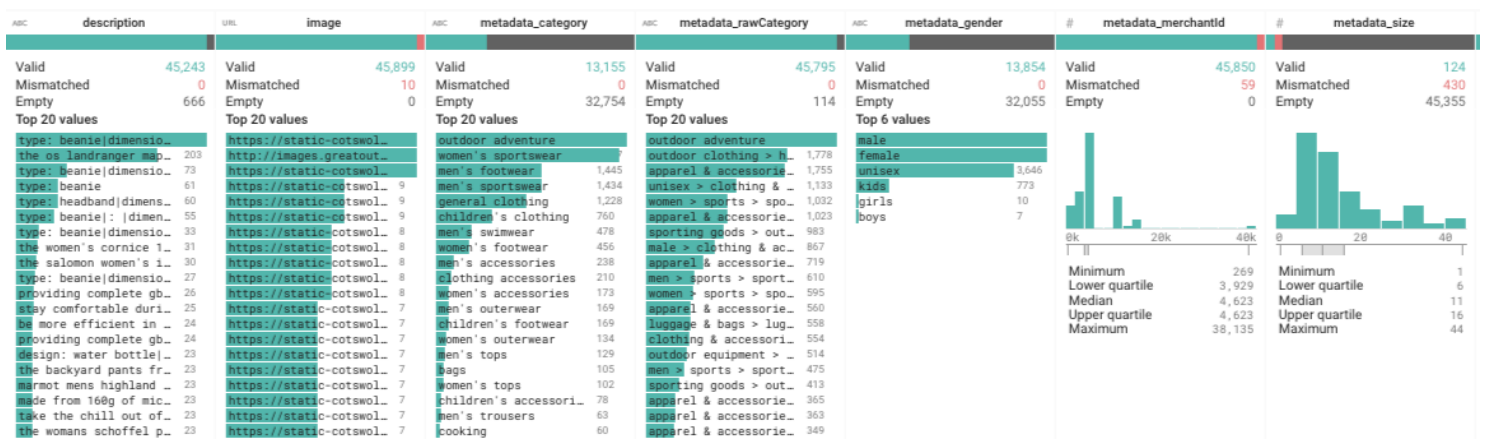 ABC description
Valid 45,243
Mismatched 0
Empty 666
Top 20 values
type: beanie|dimensio…
the os landranger map… 203
type: beanie|dimensio… 73
type: beanie 61
type: headband|dimens… 60
type: beanie|: |dimen… 55
type: beanie|dimensio… 33
the women's cornice 1… 31
the salomon women's i… 30
type: beanie|dimensio… 27
providing complete gb… 26
stay comfortable duri… 25
be more efficient in … 24
providing complete gb… 24
design: water bottle|… 23
the backyard pants fr… 23
marmot mens highland … 23
made from 160g of mic… 23
take the chill out of… 23
the womans schoffel p… 23
URL image
Valid 45,899
Mismatched 10
Empty 0
Top 20 values
https://static-cotswol…
http://images.greatout…
https://static-cotswol…
https://static-cotswol… 9
https://static-cotswol… 9
https://static-cotswol… 9
https://static-cotswol… 8
https://static-cotswol… 8
https://static-cotswol… 8
https://static-cotswol… 8
https://static-cotswol… 8
https://static-cotswol… 7
https://static-cotswol… 7
https://static-cotswol… 7
https://static-cotswol… 7
https://static-cotswol… 7
https://static-cotswol… 7
https://static-cotswol… 7
https://static-cotswol… 7
https://static-cotswol… 7
ABC metadata_category
Valid 13,155
Mismatched 0
Empty 32,754
Top 20 values
outdoor adventure
women's sportswear 7
men's footwear 1,445
men's sportswear 1,434
general clothing 1,228
children's clothing 760
men's swimwear 478
women's footwear 456
men's accessories 238
clothing accessories 210
women's accessories 173
men's outerwear 169
children's footwear 169
women's outerwear 134
men's tops 129
bags 105
women's tops 102
children's accessori… 78
men's trousers 63
cooking 60
ABC metadata_rawCategory
Valid 45,795
Mismatched 0
Empty 114
Top 20 values
outdoor adventure
outdoor clothing > h… 1,778
apparel & accessorie… 1,755
unisex > clothing & … 1,133
women > sports > spo… 1,032
apparel & accessorie… 1,023
sporting goods > out… 983
male > clothing & ac… 867
apparel & accessorie… 719
men > sports > sport… 610
women > sports > spo… 595
apparel & accessorie… 560
luggage & bags > lug… 558
clothing & accessori… 554
outdoor equipment > … 514
men > sports > sport… 475
sporting goods > out… 413
apparel & accessorie… 365
apparel & accessorie… 363
apparel & accessorie… 349
ABC metadata_gender
Valid 13,854
Mismatched 0
Empty 32,055
Top 6 values
male
female
unisex 3,646
kids 773
girls 10
boys 7
# metadata_merchantId
Valid 45,850
Mismatched 59
Empty 0
0k 20k 40k
Minimum 269
Lower quartile 3,929
Median 4,623
Upper quartile 4,623
Maximum 38,135
# metadata_size
Valid 124
Mismatched 430
Empty 45,355
0 20 40
Minimum 1
Lower quartile 6
Median 11
Upper quartile 16
Maximum 44